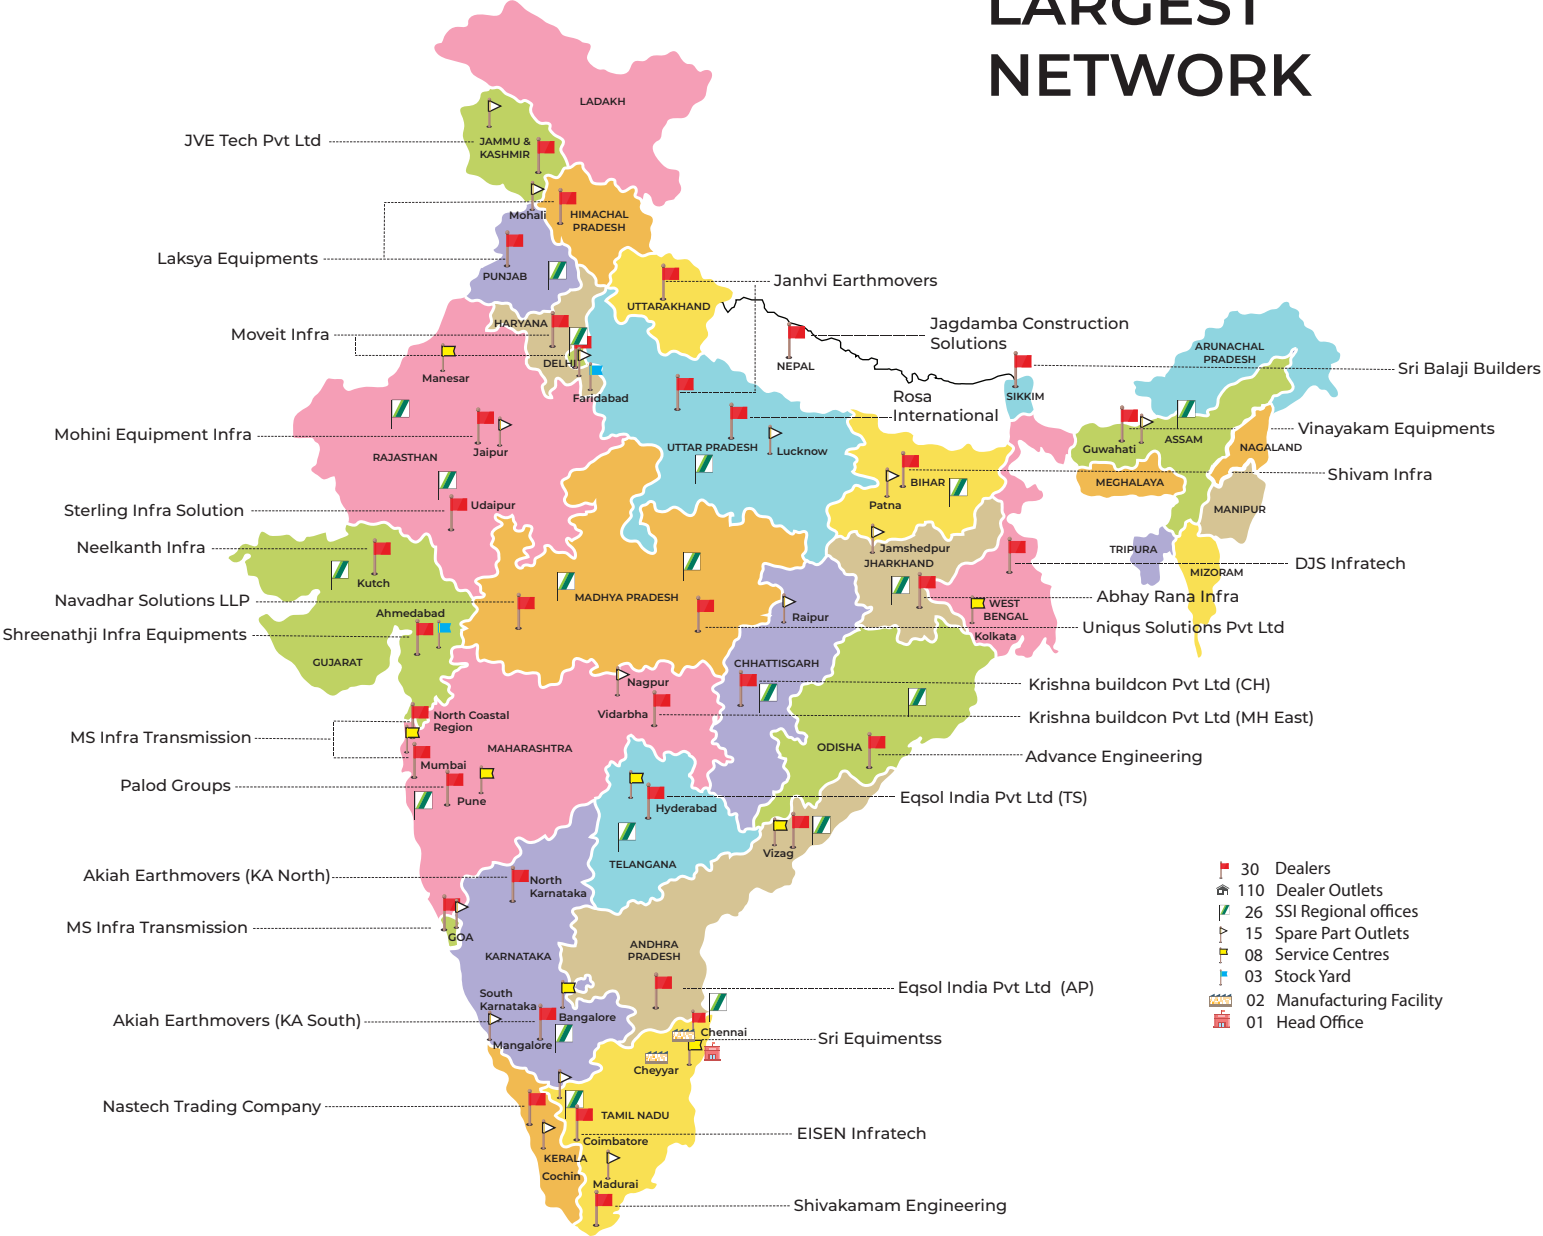 LARGEST
NETWORK
LADAKH
JVE Tech Pvt Ltd
JAMMU &
KASHMIR
Mohali
HIMACHAL
PRADESH
Laksya Equipments
PUNJAB
Janhvi Earthmovers
UTTARAKHAND
HARYANA
Moveit Infra
Jagdamba Construction
Solutions
ARUNACHAL
PRADESH
DELHI
NEPAL
Sri Balaji Builders
Manesar
Faridabad
SIKKIM
Rosa
International
Mohini Equipment Infra
Jaipur
UTTAR PRADESH
Lucknow
Guwahati
ASSAM
Vinayakam Equipments
NAGALAND
RAJASTHAN
Shivam Infra
BIHAR
MEGHALAYA
Patna
MANIPUR
Sterling Infra Solution
Udaipur
Neelkanth Infra
Jamshedpur
JHARKHAND
TRIPURA
DJS Infratech
MIZORAM
Kutch
Navadhar Solutions LLP
MADHYA PRADESH
Abhay Rana Infra
WEST
BENGAL
Ahmedabad
Raipur
Uniqus Solutions Pvt Ltd
Shreenathji Infra Equipments
Kolkata
GUJARAT
CHHATTISGARH
Nagpur
Krishna buildcon Pvt Ltd (CH)
North Coastal
Region
Vidarbha
Krishna buildcon Pvt Ltd (MH East)
MS Infra Transmission
MAHARASHTRA
ODISHA
Advance Engineering
Mumbai
Palod Groups
Pune
Eqsol India Pvt Ltd (TS)
Hyderabad
Vizag
TELANGANA
Akiah Earthmovers (KA North)
North
Karnataka
30 Dealers
110 Dealer Outlets
26 SSI Regional offices
15 Spare Part Outlets
08 Service Centres
03 Stock Yard
02 Manufacturing Facility
01 Head Office
MS Infra Transmission
GOA
KARNATAKA
ANDHRA
PRADESH
Eqsol India Pvt Ltd (AP)
South
Karnataka
Akiah Earthmovers (KA South)
Bangalore
Mangalore
Chennai
Sri Equimentss
Cheyyar
Nastech Trading Company
TAMIL NADU
EISEN Infratech
Coimbatore
KERALA
Cochin
Madurai
Shivakamam Engineering